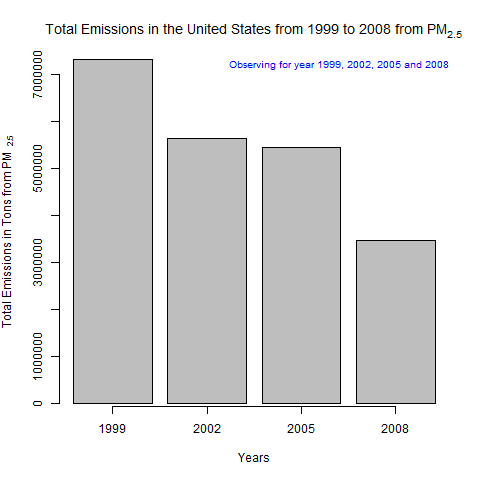 Total Emissions in the United States from 1999 to 2008 from PM2.5
Observing for year 1999, 2002, 2005 and 2008
Total Emissions in Tons from PM 2.5
7000000
5000000
3000000
1000000
0
1999 2002 2005 2008
Years